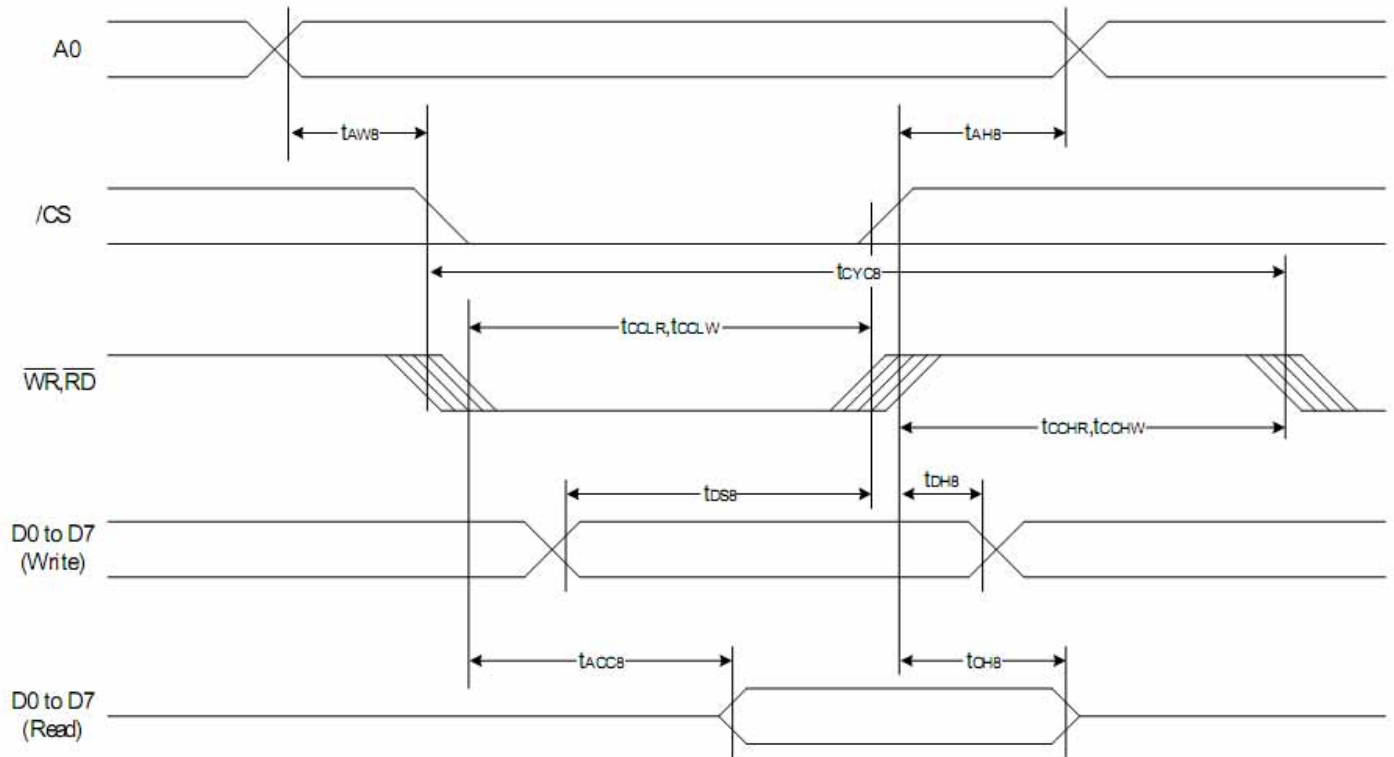 A0
tAW8
tAH8
/CS
tCYC8
tCCLR,tCCLW
WR,RD
tCCHR,tCCHW
tDS8
tDH8
D0 to D7
(Write)
tACC8
tOH8
D0 to D7
(Read)